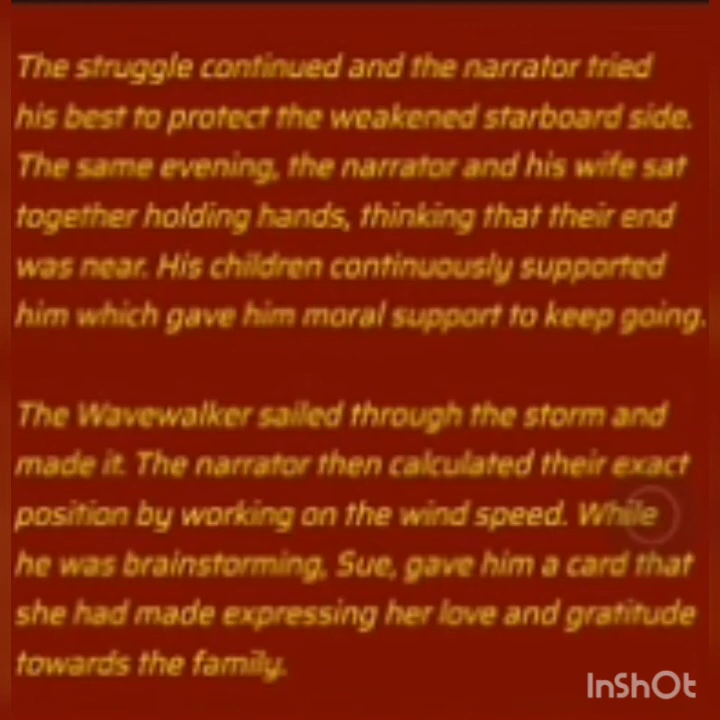 The struggle continued and the narrator tried
his best to protect the weakened starboard side.
The same evening, the narrator and his wife sat
together holding hands, thinking that their end
was near. His children continuously supported
him which gave him moral support to keep going.
The Wavewalker sailed through the storm and
made it. The narrator then calculated their exact
position by working on the wind speed. While
he was brainstorming, Sue, gave him a card that
she had made expressing her love and gratitude
towards the family.
InShOt